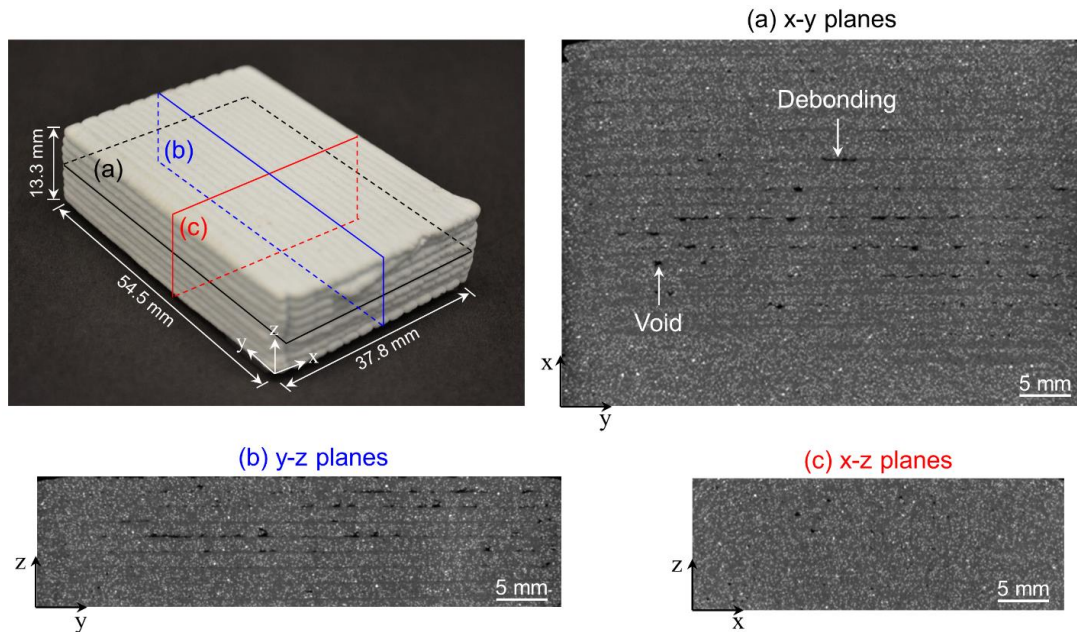 (a) x-y planes
13.3 mm
(a)
(b)
(c)
54.5 mm
37.8 mm
z
y
x
Debonding
Void
x
y
5 mm
(b) y-z planes
z
y
5 mm
(c) x-z planes
z
x
5 mm